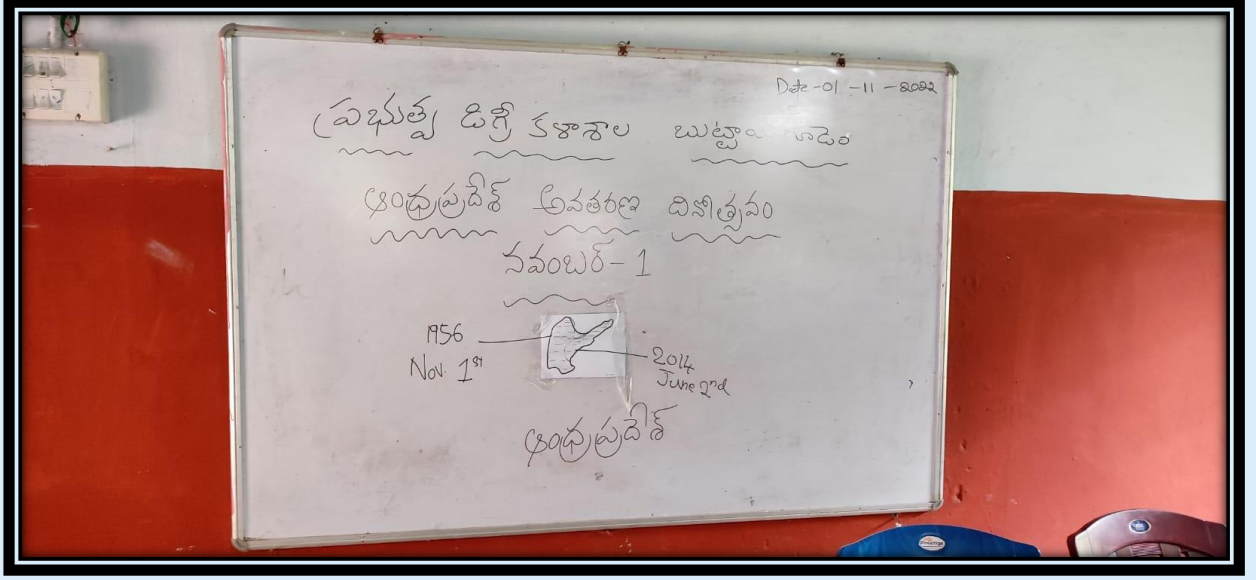 Date-01-11-2022
ప్రభుత్వ డిగ్రీ కళాశాల
ఆంధ్రప్రదేశ్ అవతరణ దినోత్సవం
నవంబర్-1
1956
Nov. 1st
2014
June 2nd
ఆంధ్రప్రదేశ్